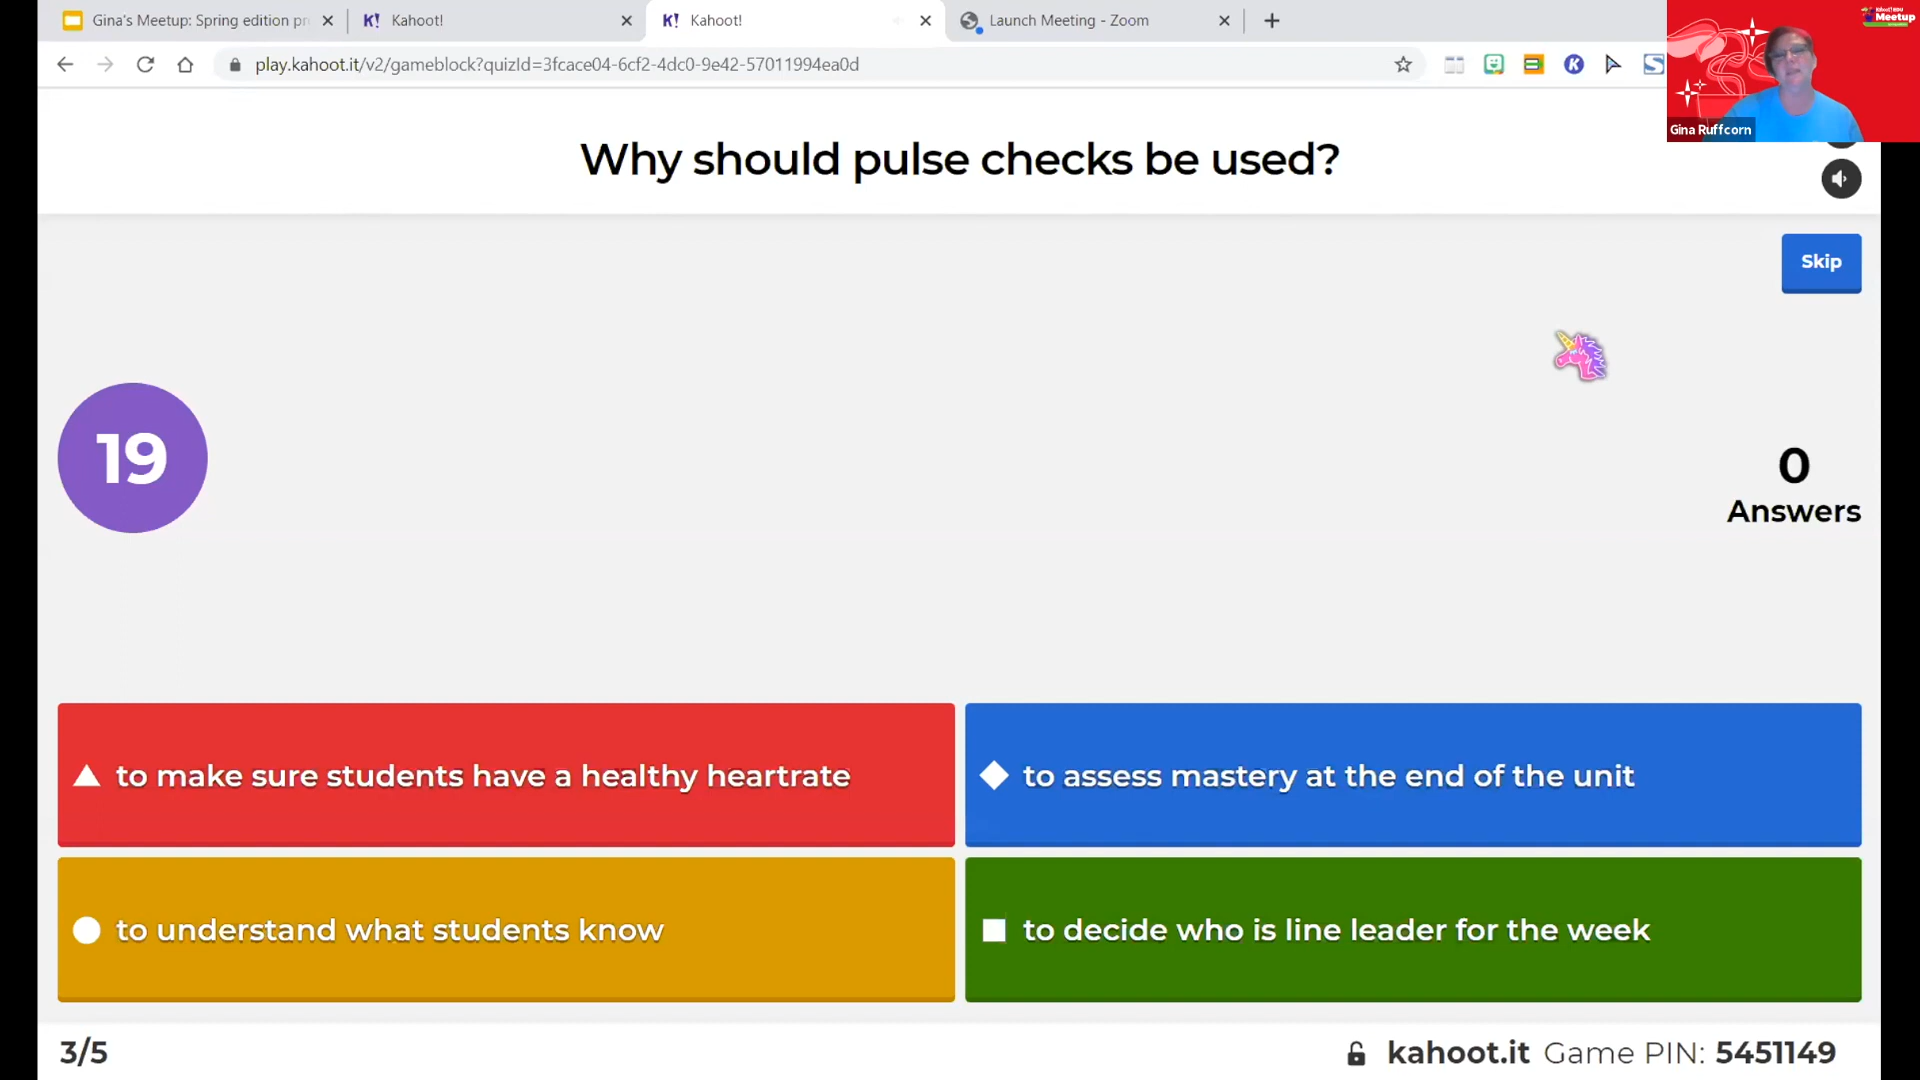 Gina's Meetup: Spring edition pr
Kahoot!
Kahoot!
Launch Meeting - Zoom
play.kahoot.it/v2/gameblock?quizId=3fcace04-6cf2-4dc0-9e42-57011994ea0d
Meetup
Gina Ruffcorn
Why should pulse checks be used?
Skip
19
0
Answers
to make sure students have a healthy heartrate
to assess mastery at the end of the unit
to understand what students know
to decide who is line leader for the week
3/5
kahoot.it Game PIN: 5451149